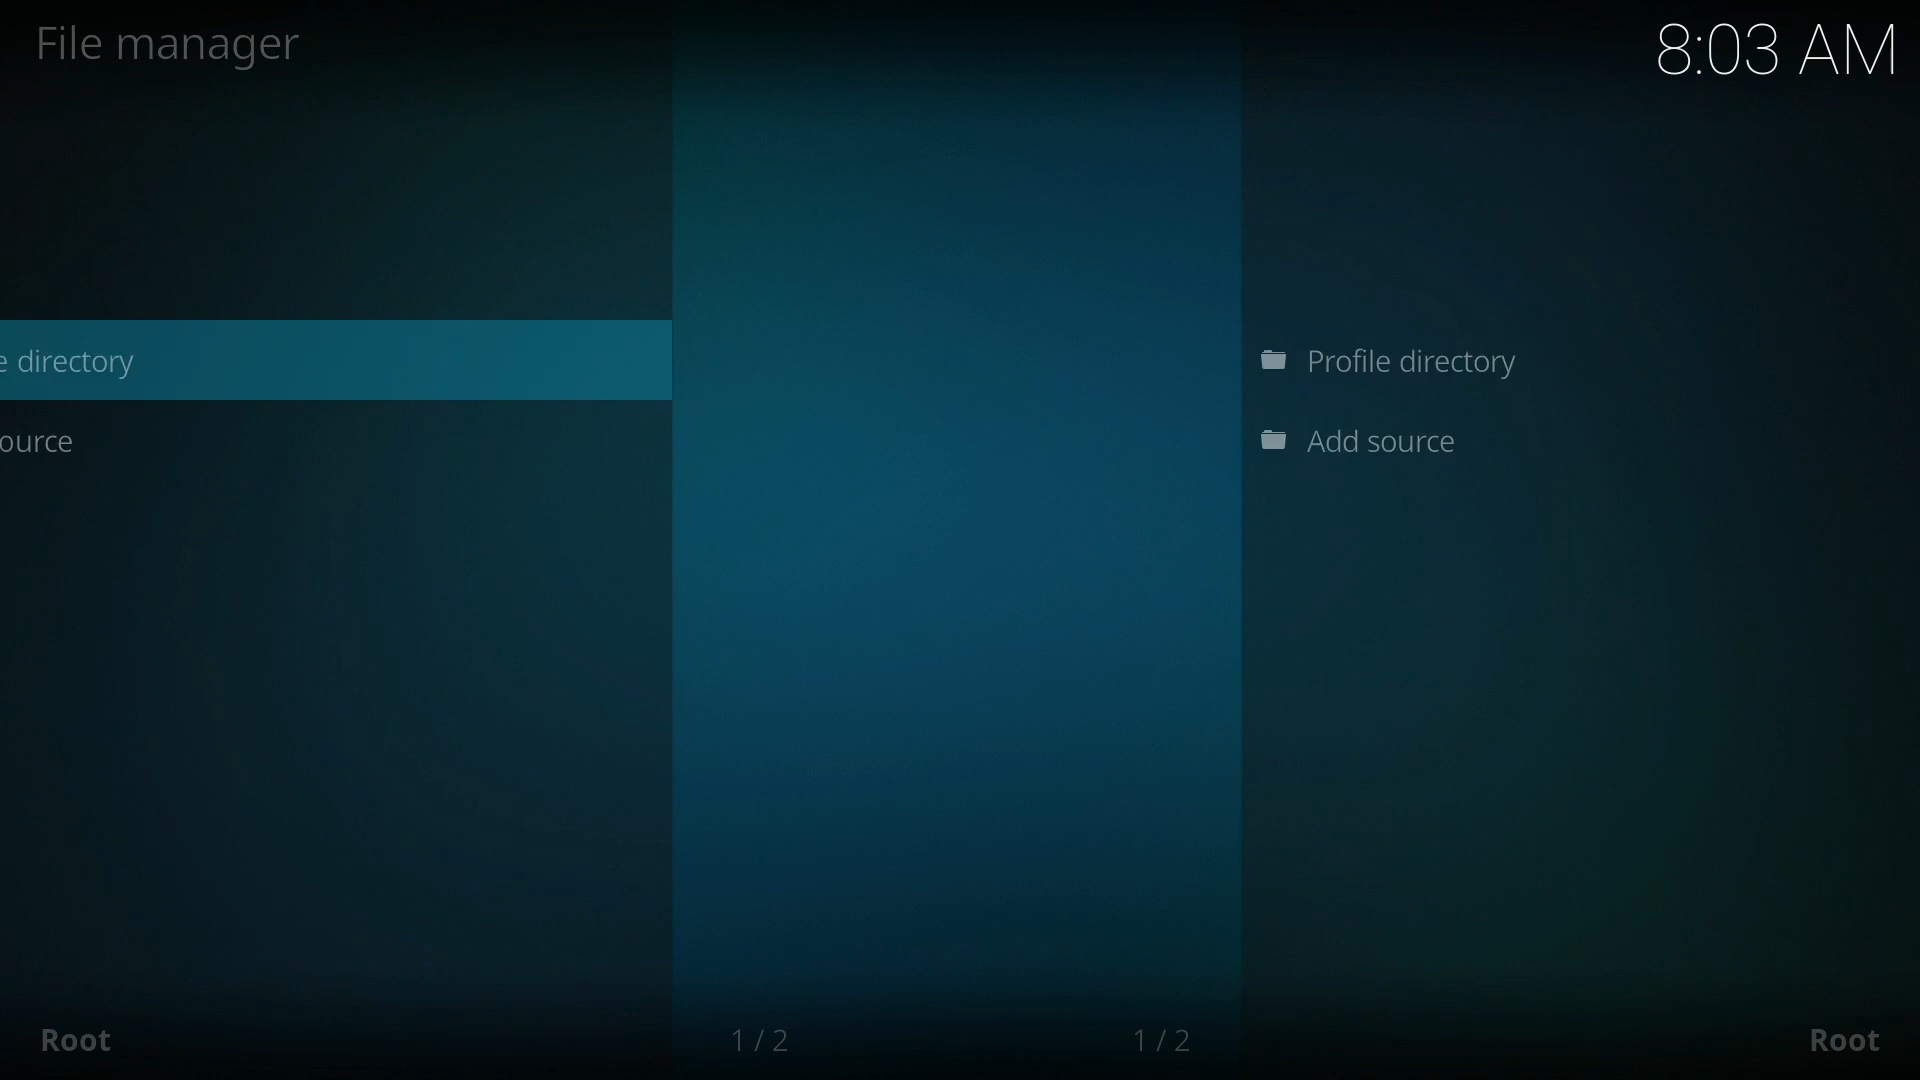 File manager
8:03 AM
e directory
ource
Profile directory
Add source
Root
1 / 2
1 / 2
Root